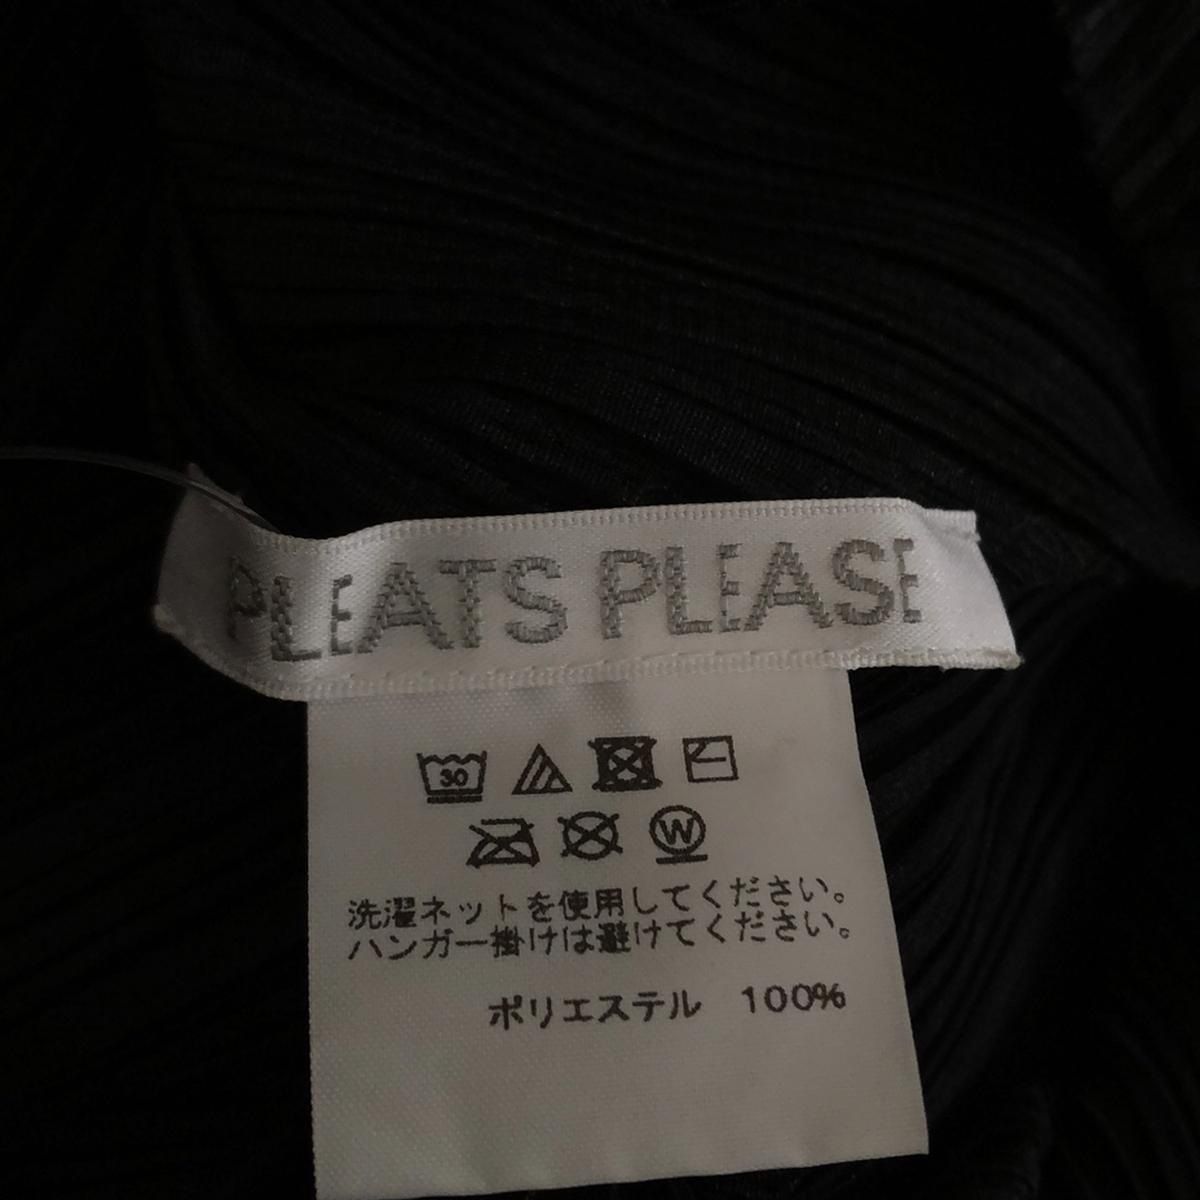 PLEATS PLEASE
30
W
洗濯ネットを使用してください。
ハンガー掛けは避けてください。
ポリエステル 100%